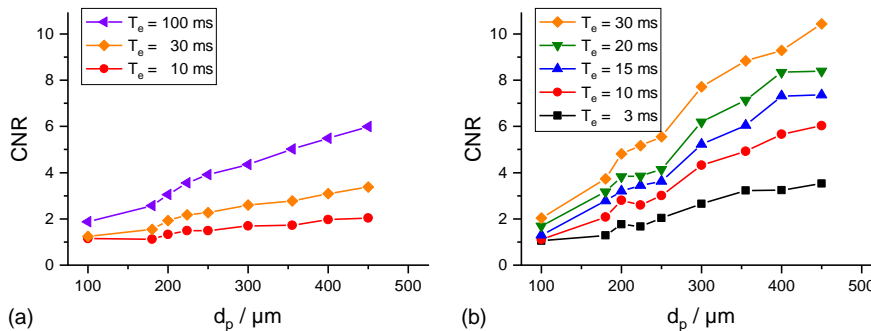 T_e = 100 ms
T_e = 30 ms
T_e = 10 ms
CNR
10
8
6
4
2
0
100 200 300 400 500
(a)
d_p / µm
T_e = 30 ms
T_e = 20 ms
T_e = 15 ms
T_e = 10 ms
T_e = 3 ms
CNR
10
8
6
4
2
0
100 200 300 400 500
(b)
d_p / µm